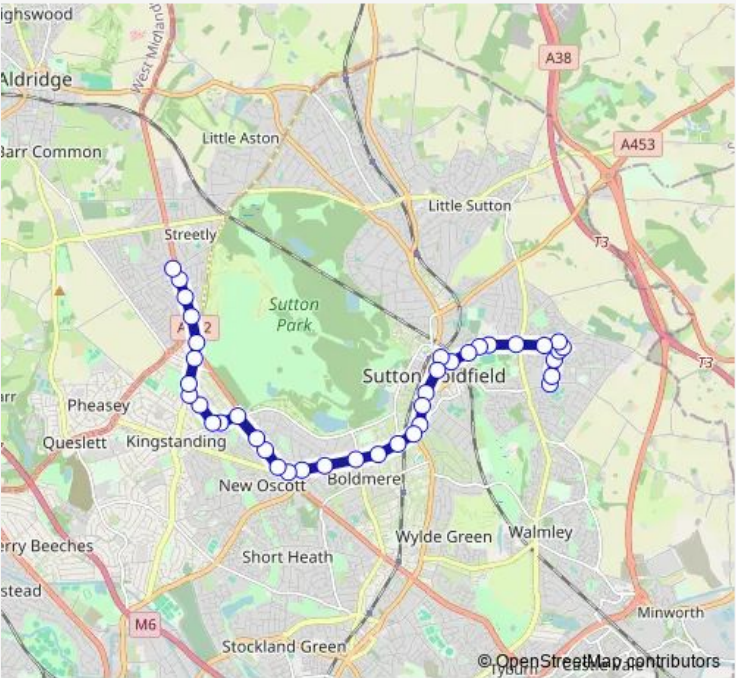 ighswood
West Midland
A38
Aldridge
A453
Barr Common
Little Aston
Little Sutton
Streetly
T3
Sutton
Park
T3
Sutton Coldfield
arr
Pheasey
Queslett
Kingstanding
New Oscott
Boldmere
erry Beeches
Wylde Green
Walmley
Short Heath
stead
M6
Minworth
Stockland Green
© OpenStreetMap contributors